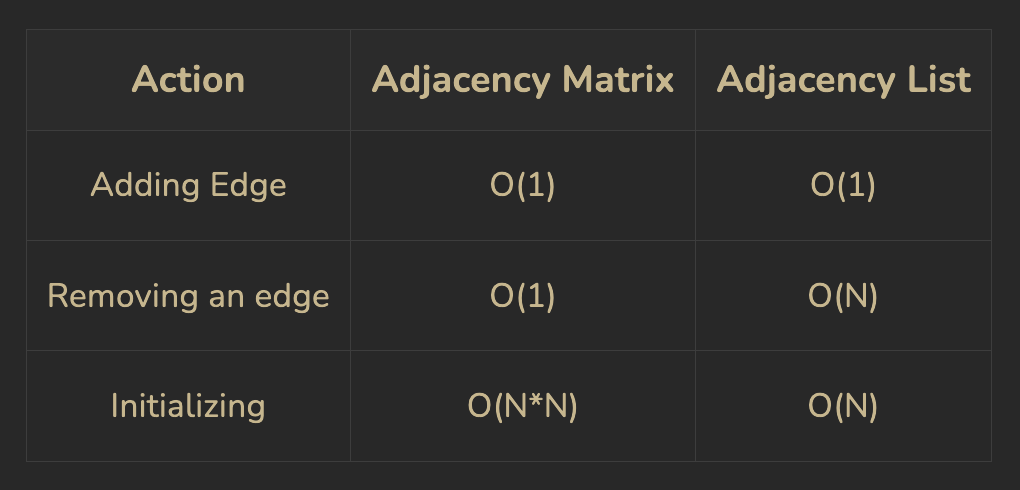 Action Adjacency Matrix Adjacency List
Adding Edge O(1) O(1)
Removing an edge O(1) O(N)
Initializing O(N*N) O(N)